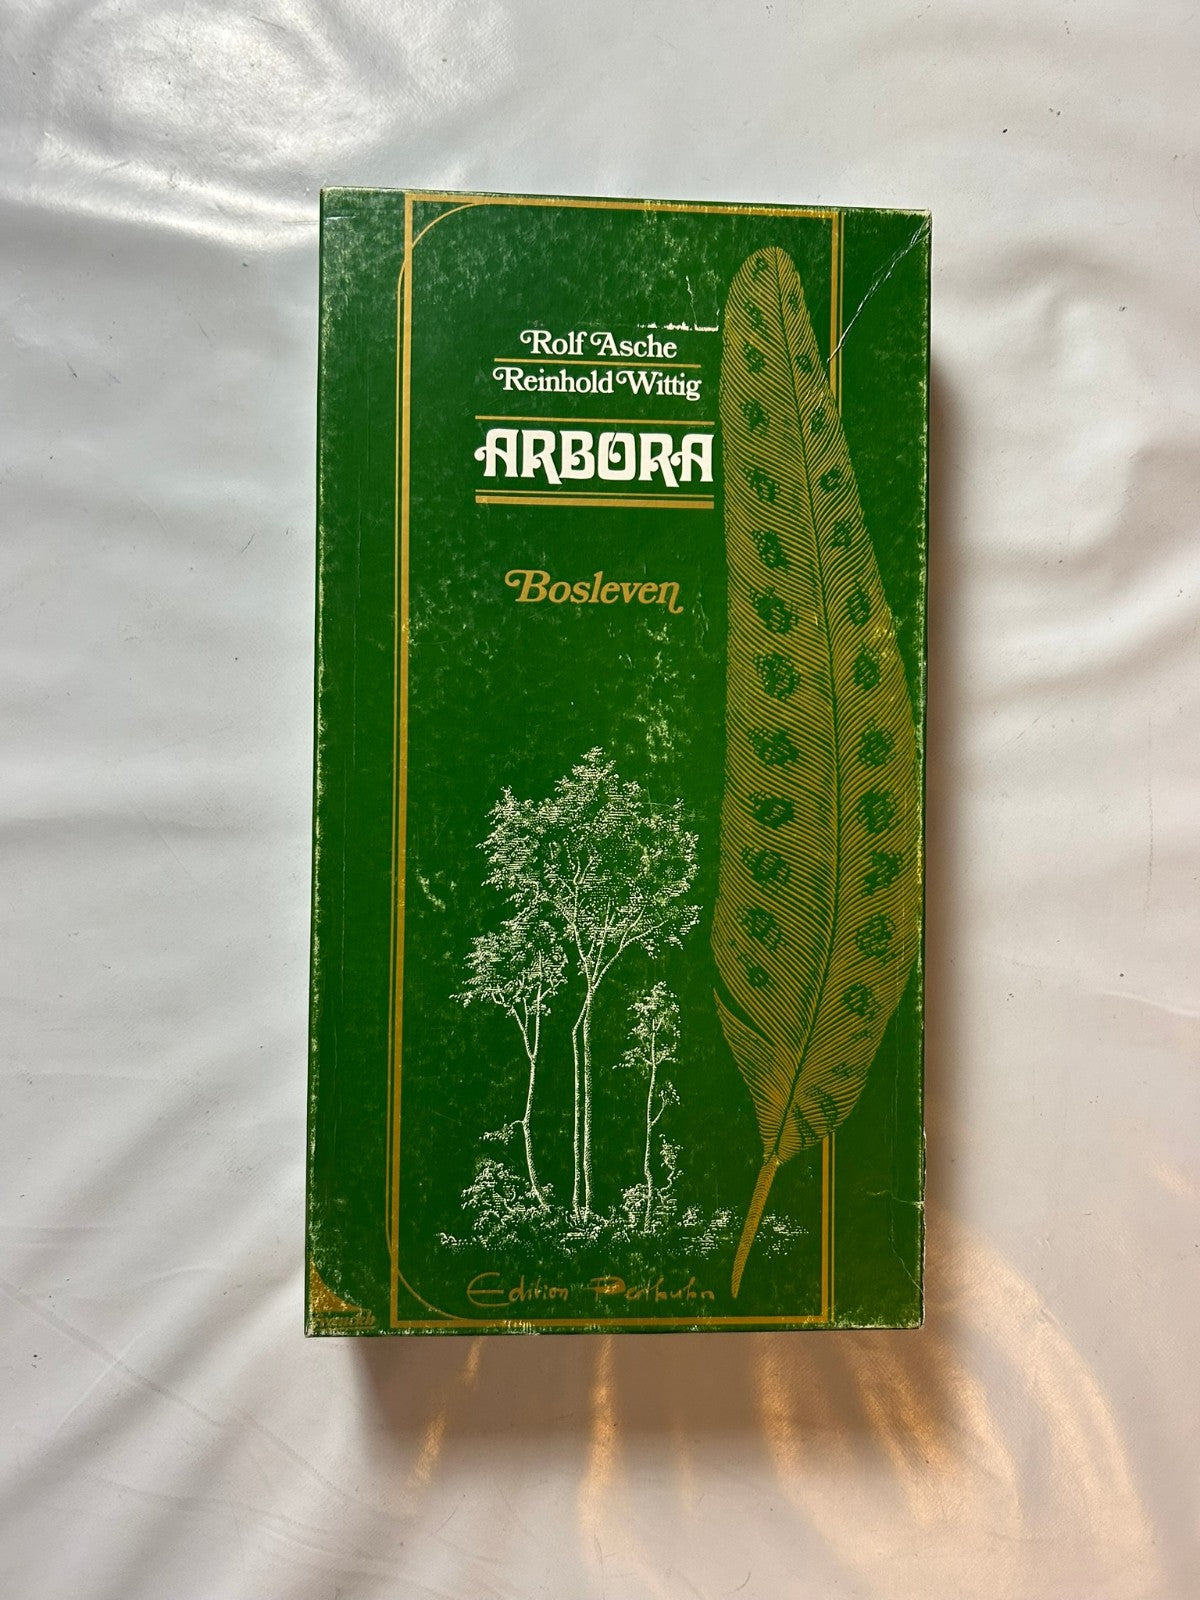 Rolf Asche
Reinhold Wittig
ARBORA
Bosleven
Edition Perlhuhn